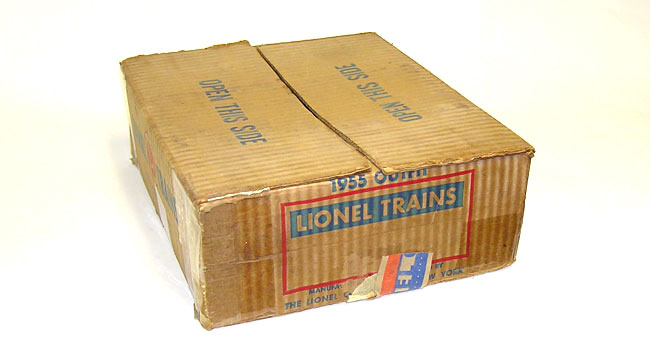 OPEN THIS SIDE
OPEN THIS SIDE
1955 OUTFIT
LIONEL TRAINS
THE LIONEL
YORK